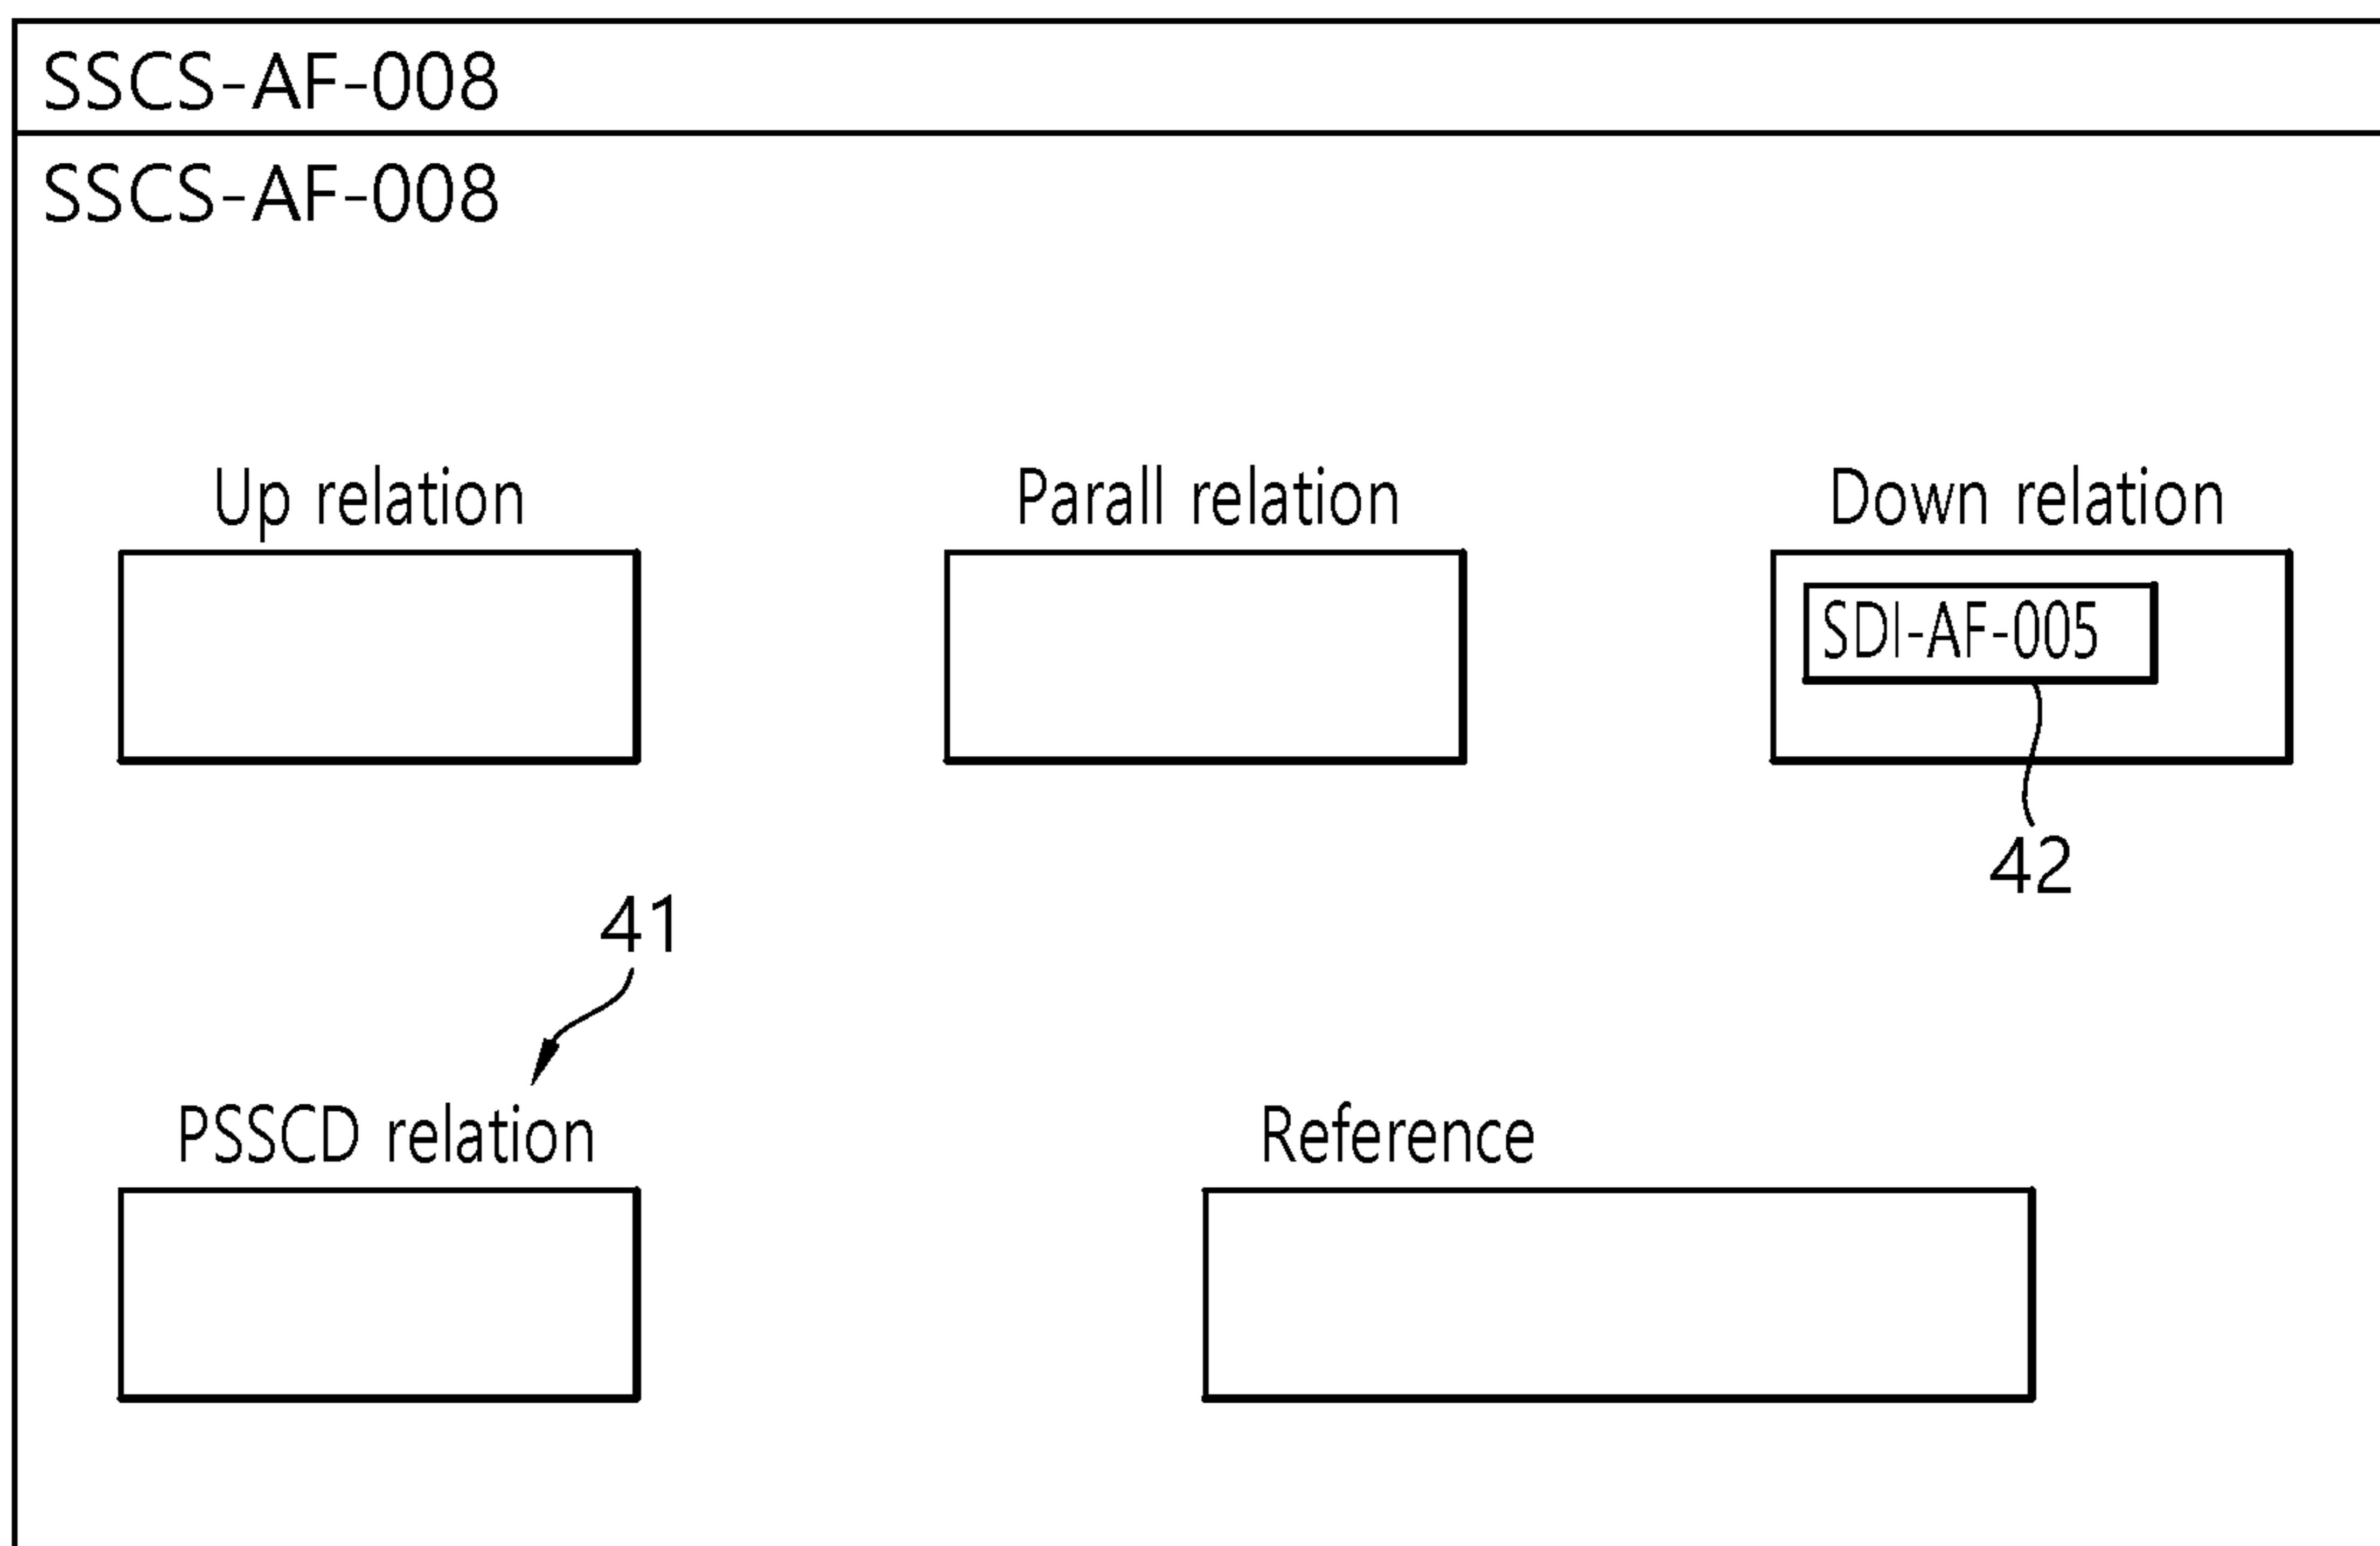 SSCS-AF-008
SSCS-AF-008
Up relation
Parall relation
Down relation
SDI-AF-005
42
41
PSSCD relation
Reference